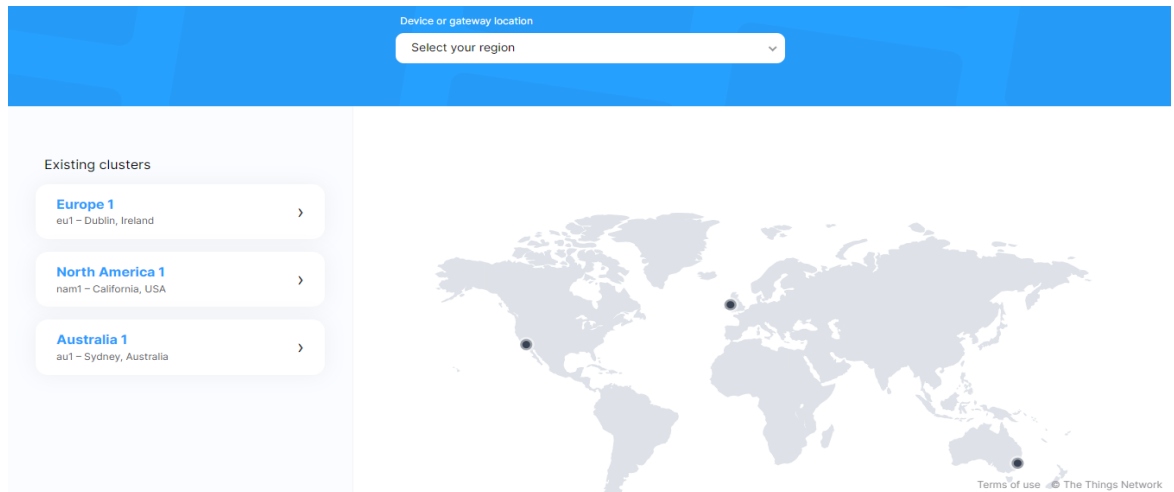 Device or gateway location
Select your region
Existing clusters
Europe 1
eu1 – Dublin, Ireland
North America 1
nam1 – California, USA
Australia 1
au1 – Sydney, Australia
Terms of use © The Things Network